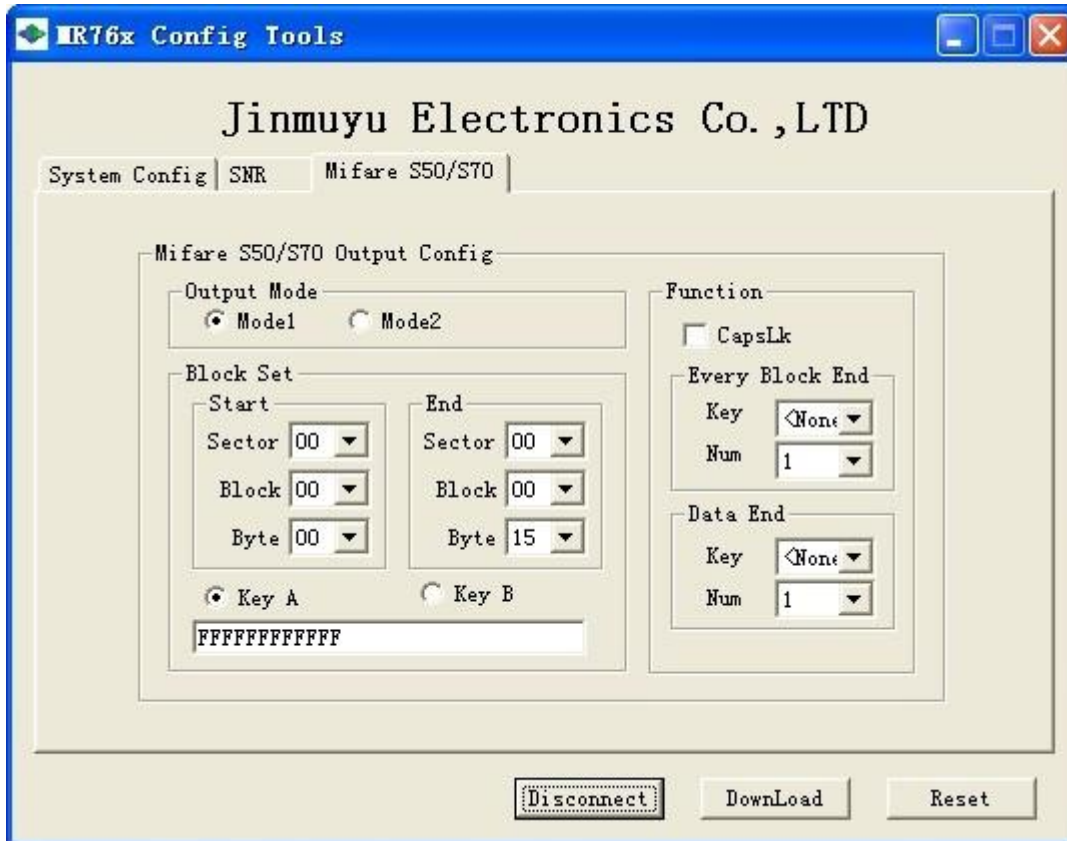 MR76x Config Tools
Jinmuyu Electronics Co.,LTD
System Config
SNR
Mifare S50/S70
Mifare S50/S70 Output Config
Output Mode
Mode1
Mode2
Block Set
Start
Sector 00
Block 00
Byte 00
End
Sector 00
Block 00
Byte 15
Key A
Key B
FFFFFFFFFFFF
Function
CapsLk
Every Block End
Key <None
Num 1
Data End
Key <None
Num 1
Disconnect
DownLoad
Reset